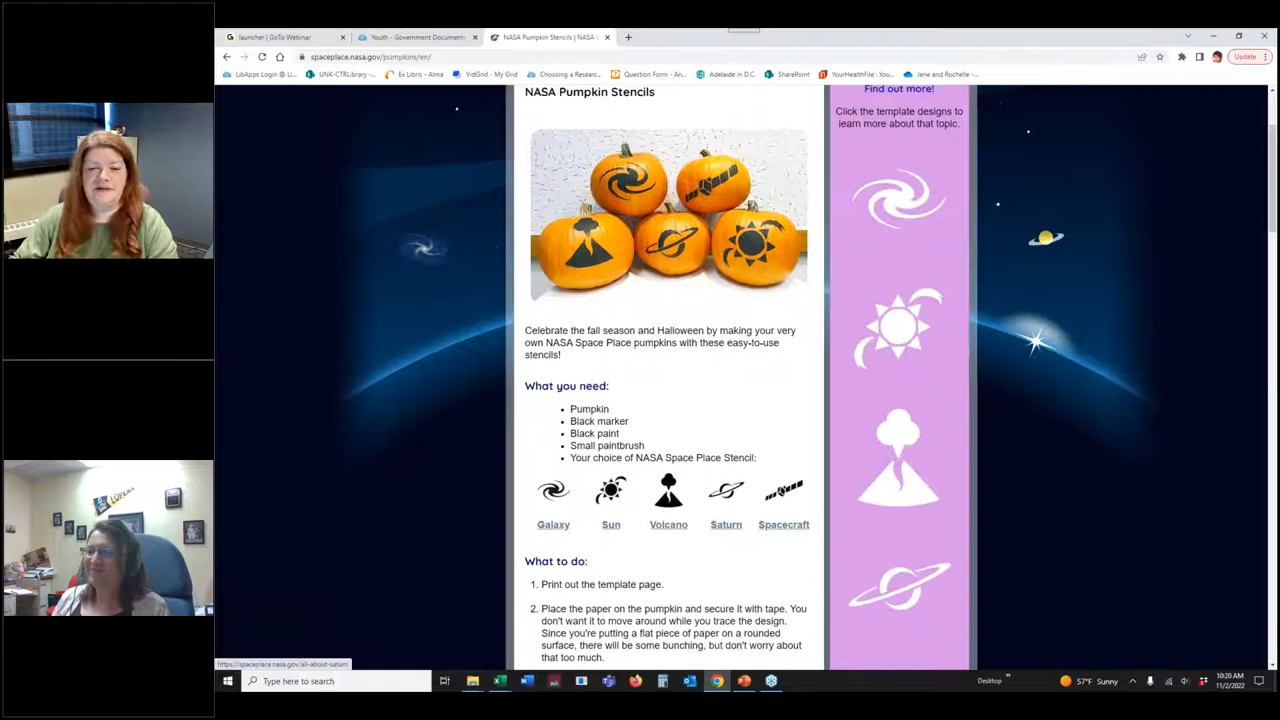 launcher | GoTo Webinar
Youth - Government Documents
NASA Pumpkin Stencils | NASA S
spaceplace.nasa.gov/pumpkins/en/
Update
LibApps Login @ U...
UNK-CTRLibrary -...
Ex Libris - Alma
VidGrid - My Grid
Choosing a Researc...
Question Form - An...
Adelaide in D.C.
SharePoint
YourHealthFile : You...
Jane and Rochelle -...
NASA Pumpkin Stencils
Celebrate the fall season and Halloween by making your very
own NASA Space Place pumpkins with these easy-to-use
stencils!
What you need:
• Pumpkin
• Black marker
• Black paint
• Small paintbrush
• Your choice of NASA Space Place Stencil:
Galaxy Sun Volcano Saturn Spacecraft
What to do:
1. Print out the template page.
2. Place the paper on the pumpkin and secure it with tape. You
don't want it to move around while you trace the design.
Since you're putting a flat piece of paper on a rounded
surface, there will be some bunching, but don't worry about
that too much.
Find out more!
Click the template designs to
learn more about that topic.
LOPERS
https://spaceplace.nasa.gov/all-about-saturn
Type here to search
Desktop
57°F Sunny
10:20 AM
11/2/2022